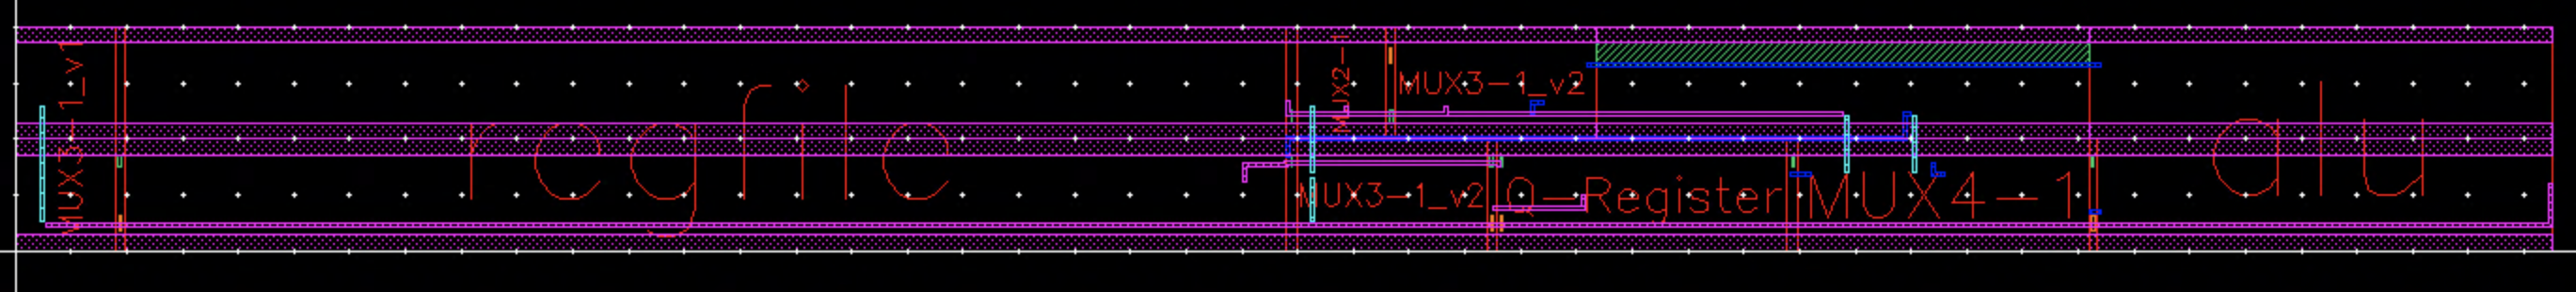 MUX3-1_v1
regfile
MUX2-1
MUX3-1_v2
MUX3-1_v2
Q-Register
MUX4-1
alu